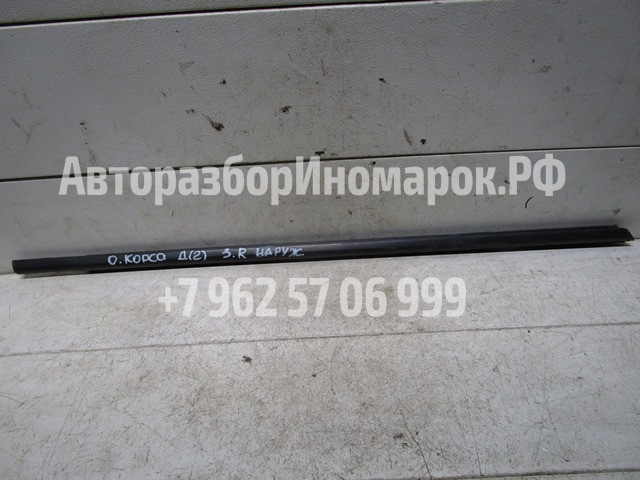 АвторазборИномарок.РФ
О. КОРСА Д(2) З.R НАРУЖ.
+7 962 57 06 999